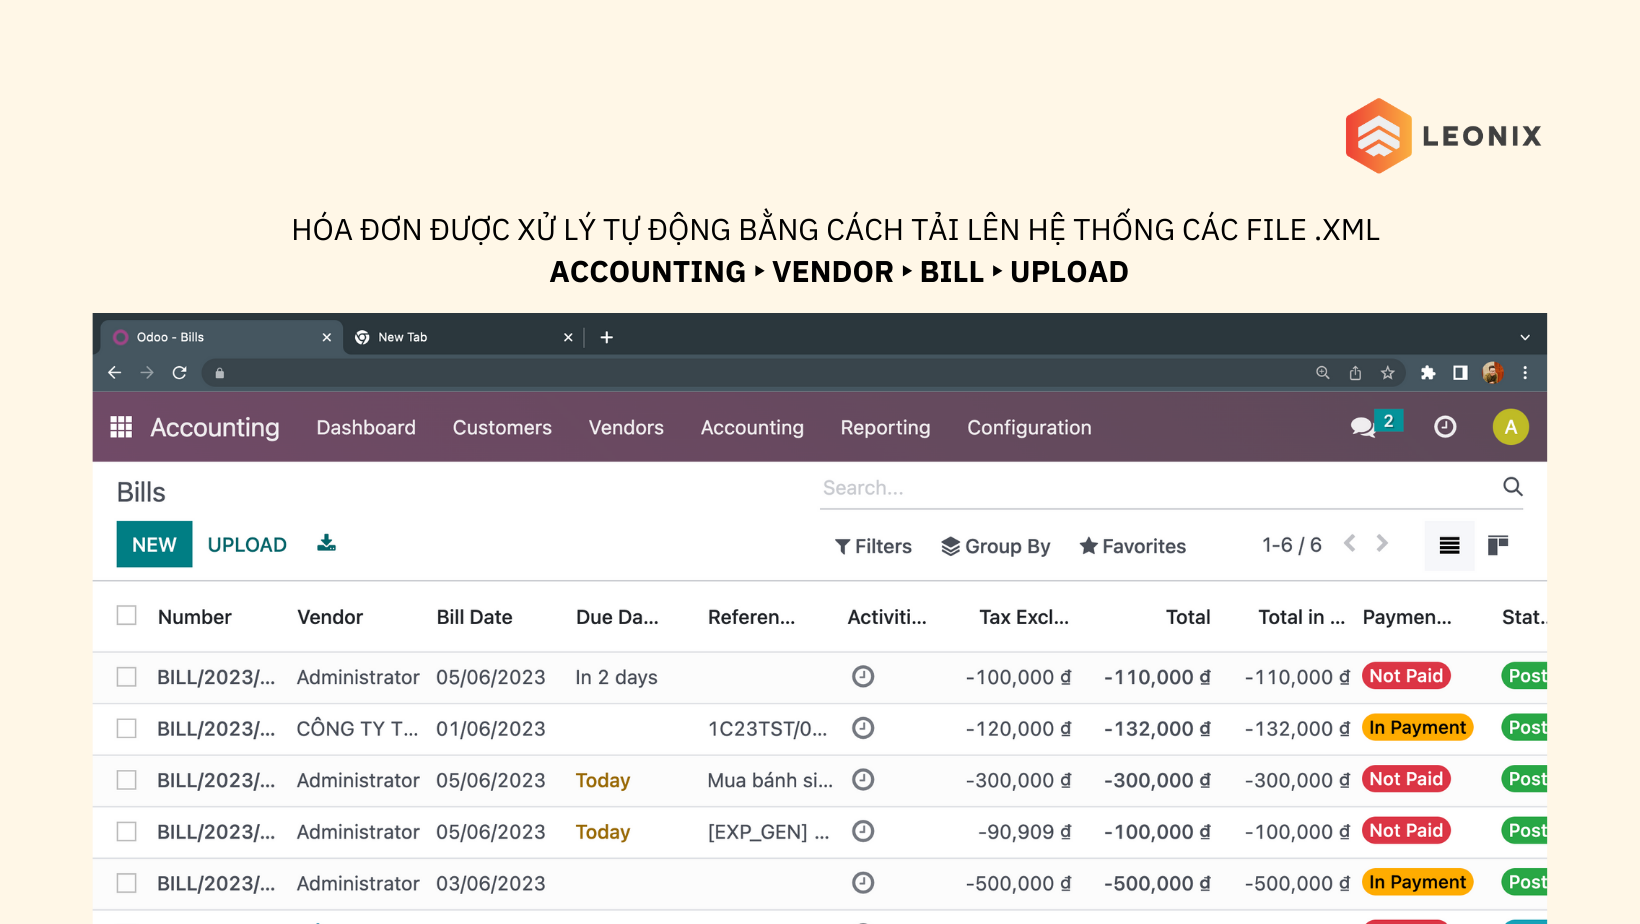 LEONIX
HÓA ĐƠN ĐƯỢC XỬ LÝ TỰ ĐỘNG BẰNG CÁCH TẢI LÊN HỆ THỐNG CÁC FILE .XML
ACCOUNTING ‣ VENDOR ‣ BILL ‣ UPLOAD
Odoo - Bills New Tab
Accounting Dashboard Customers Vendors Accounting Reporting Configuration 2 A
Bills Search...
NEW UPLOAD Filters Group By Favorites 1-6 / 6
Number Vendor Bill Date Due Da... Referen... Activiti... Tax Excl... Total Total in ... Paymen... Stat..
BILL/2023/... Administrator 05/06/2023 In 2 days -100,000 ₫ -110,000 ₫ -110,000 ₫ Not Paid Post
BILL/2023/... CÔNG TY T... 01/06/2023 1C23TST/0... -120,000 ₫ -132,000 ₫ -132,000 ₫ In Payment Post
BILL/2023/... Administrator 05/06/2023 Today Mua bánh si... -300,000 ₫ -300,000 ₫ -300,000 ₫ Not Paid Post
BILL/2023/... Administrator 05/06/2023 Today [EXP_GEN] ... -90,909 ₫ -100,000 ₫ -100,000 ₫ Not Paid Post
BILL/2023/... Administrator 03/06/2023 -500,000 ₫ -500,000 ₫ -500,000 ₫ In Payment Post